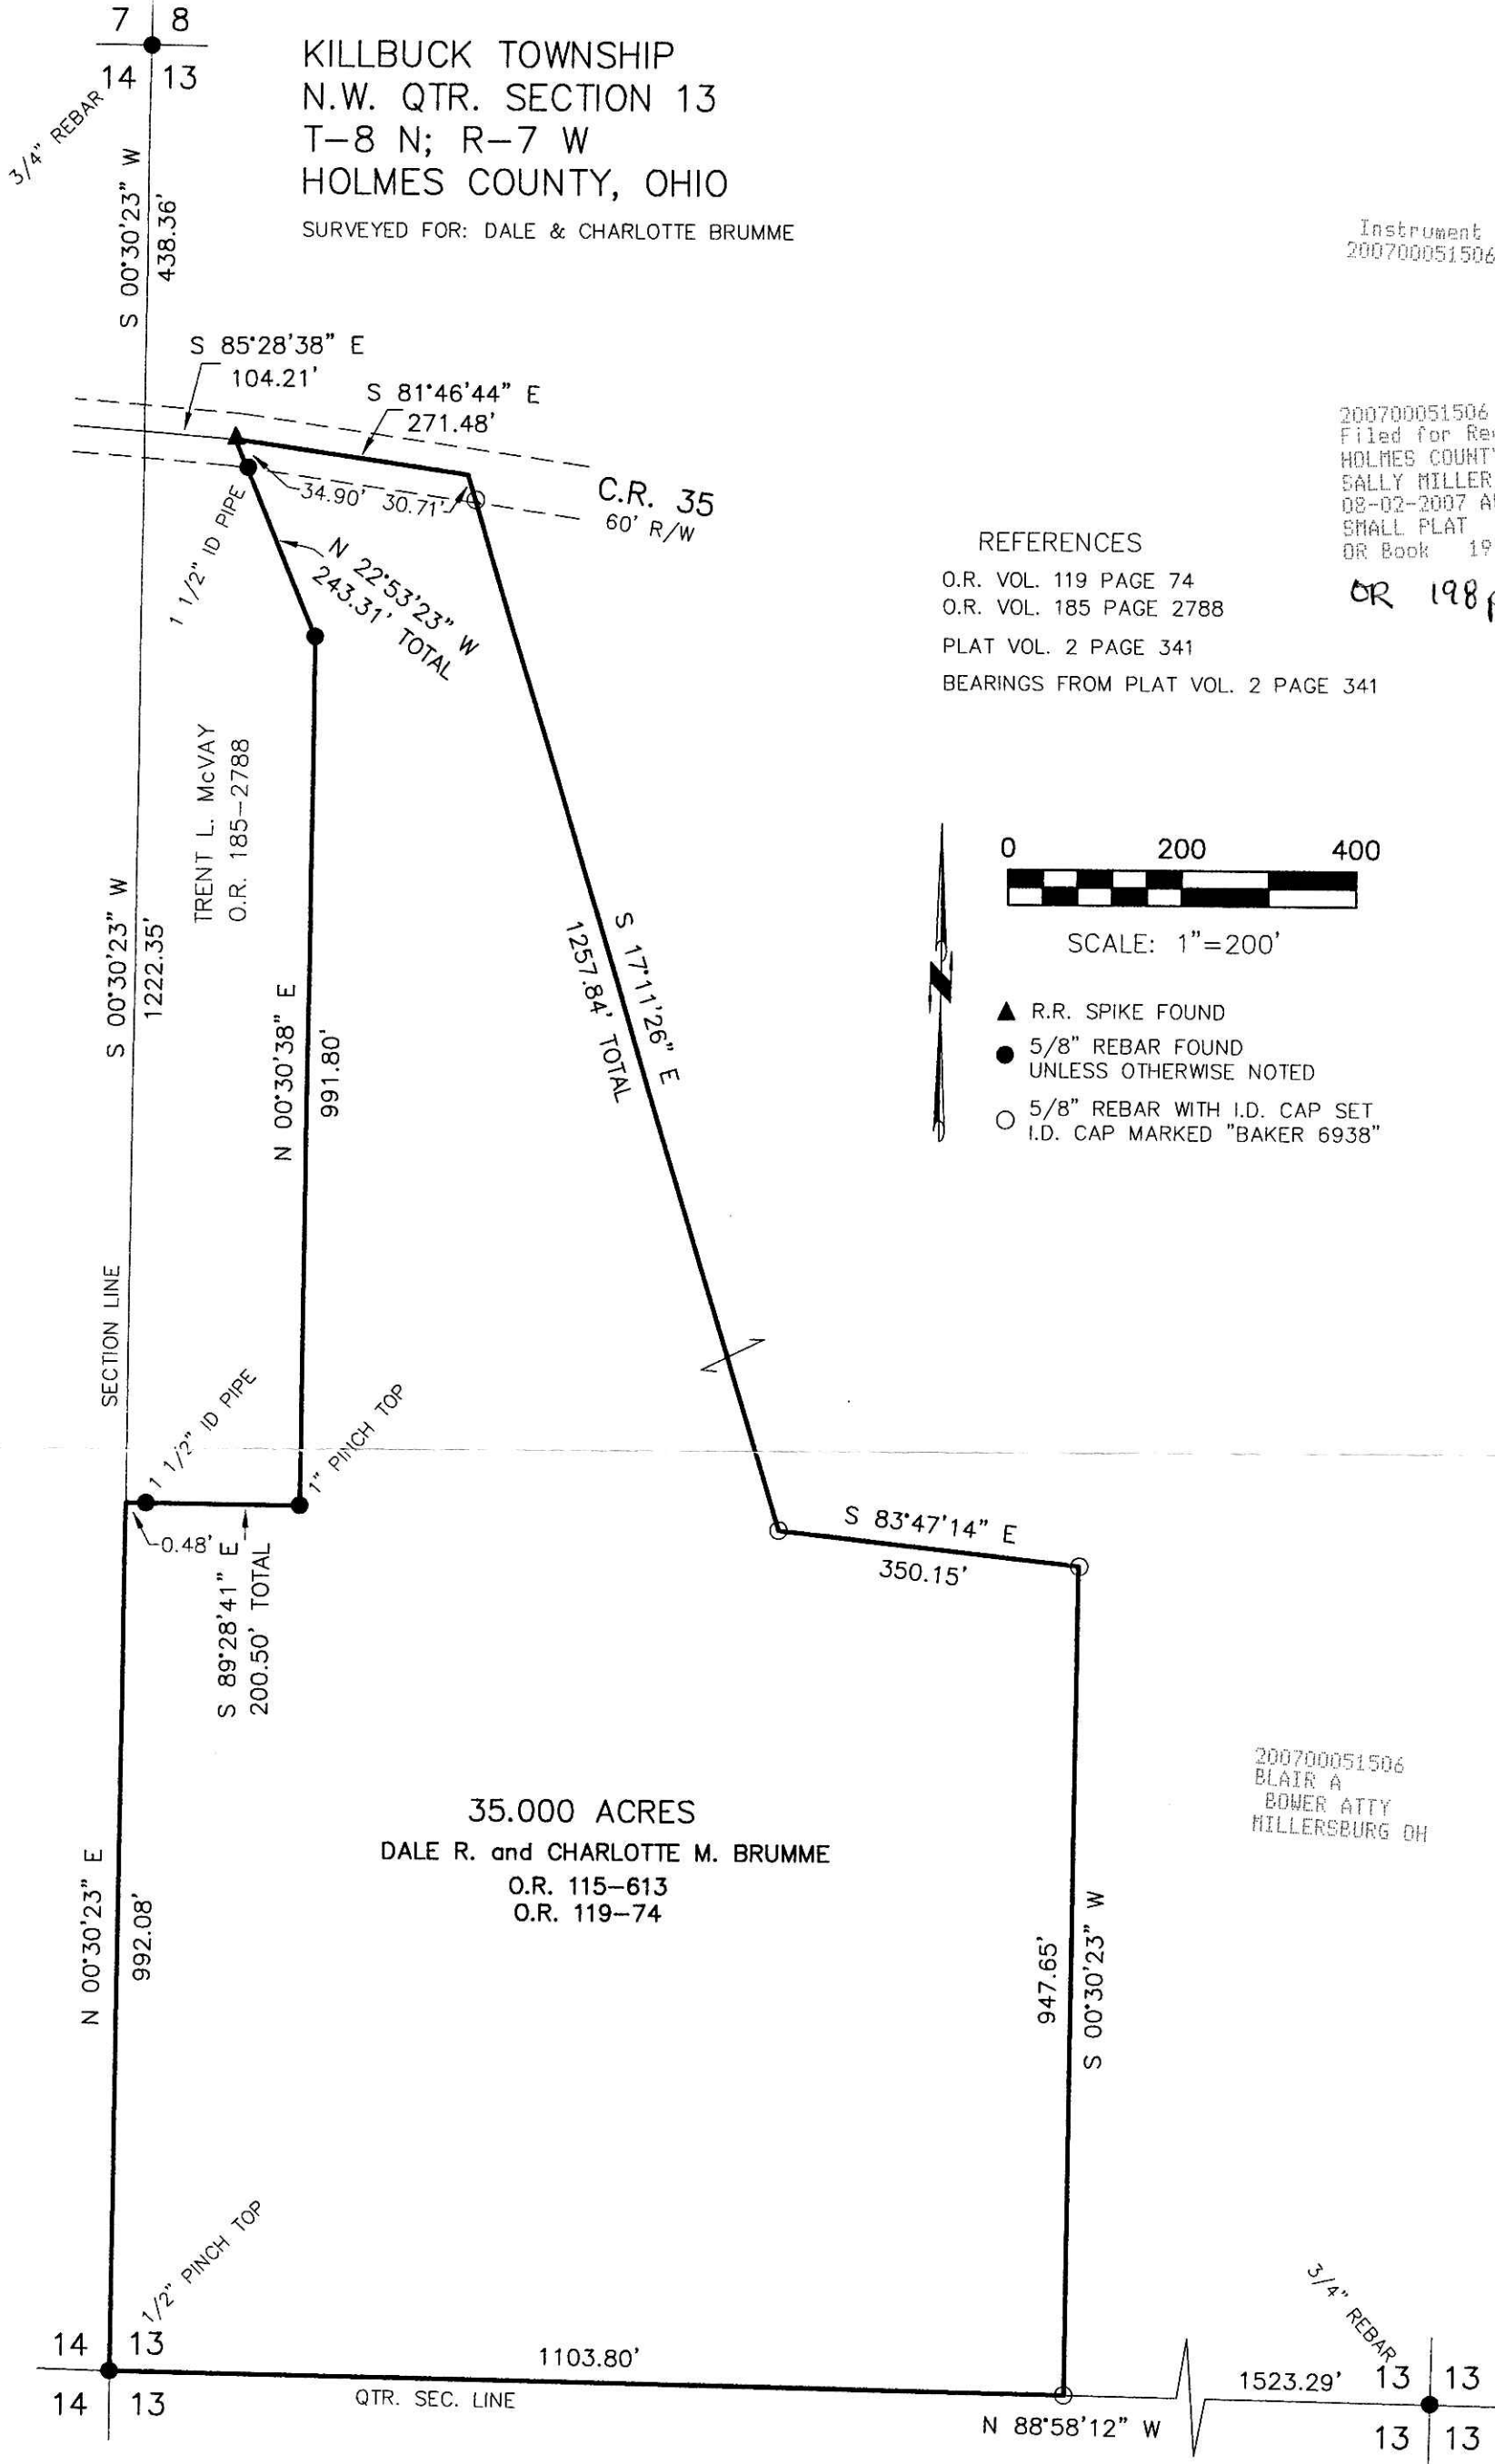 7 8
14 13
3/4" REBAR
KILLBUCK TOWNSHIP
N.W. QTR. SECTION 13
T-8 N; R-7 W
HOLMES COUNTY, OHIO
SURVEYED FOR: DALE & CHARLOTTE BRUMME
S 00°30'23" W
438.36'
Instrument
200700051506
S 85°28'38" E
104.21'
S 81°46'44" E
271.48'
34.90' 30.71'
C.R. 35
60' R/W
1 1/2" ID PIPE
N 22°53'23" W
243.31' TOTAL
200700051506
Filed for Re
HOLMES COUNTY
SALLY MILLER
08-02-2007 A
SMALL PLAT
OR Book 19
OR 198
REFERENCES
O.R. VOL. 119 PAGE 74
O.R. VOL. 185 PAGE 2788
PLAT VOL. 2 PAGE 341
BEARINGS FROM PLAT VOL. 2 PAGE 341
TRENT L. McVAY
O.R. 185-2788
S 00°30'23" W
1222.35'
N 00°30'38" E
991.80'
S 17°11'26" E
1257.84' TOTAL
0 200 400
SCALE: 1"=200'
R.R. SPIKE FOUND
5/8" REBAR FOUND
UNLESS OTHERWISE NOTED
5/8" REBAR WITH I.D. CAP SET
I.D. CAP MARKED "BAKER 6938"
SECTION LINE
1 1/2" ID PIPE
1" PINCH TOP
0.48'
S 89°28'41" E
200.50' TOTAL
S 83°47'14" E
350.15'
35.000 ACRES
DALE R. and CHARLOTTE M. BRUMME
O.R. 115-613
O.R. 119-74
200700051506
BLAIR A
BOWER ATTY
MILLERSBURG OH
N 00°30'23" E
992.08'
947.65'
S 00°30'23" W
1/2" PINCH TOP
14 13
14 13
1103.80'
QTR. SEC. LINE
N 88°58'12" W
1523.29'
3/4" REBAR
13 13
13 13